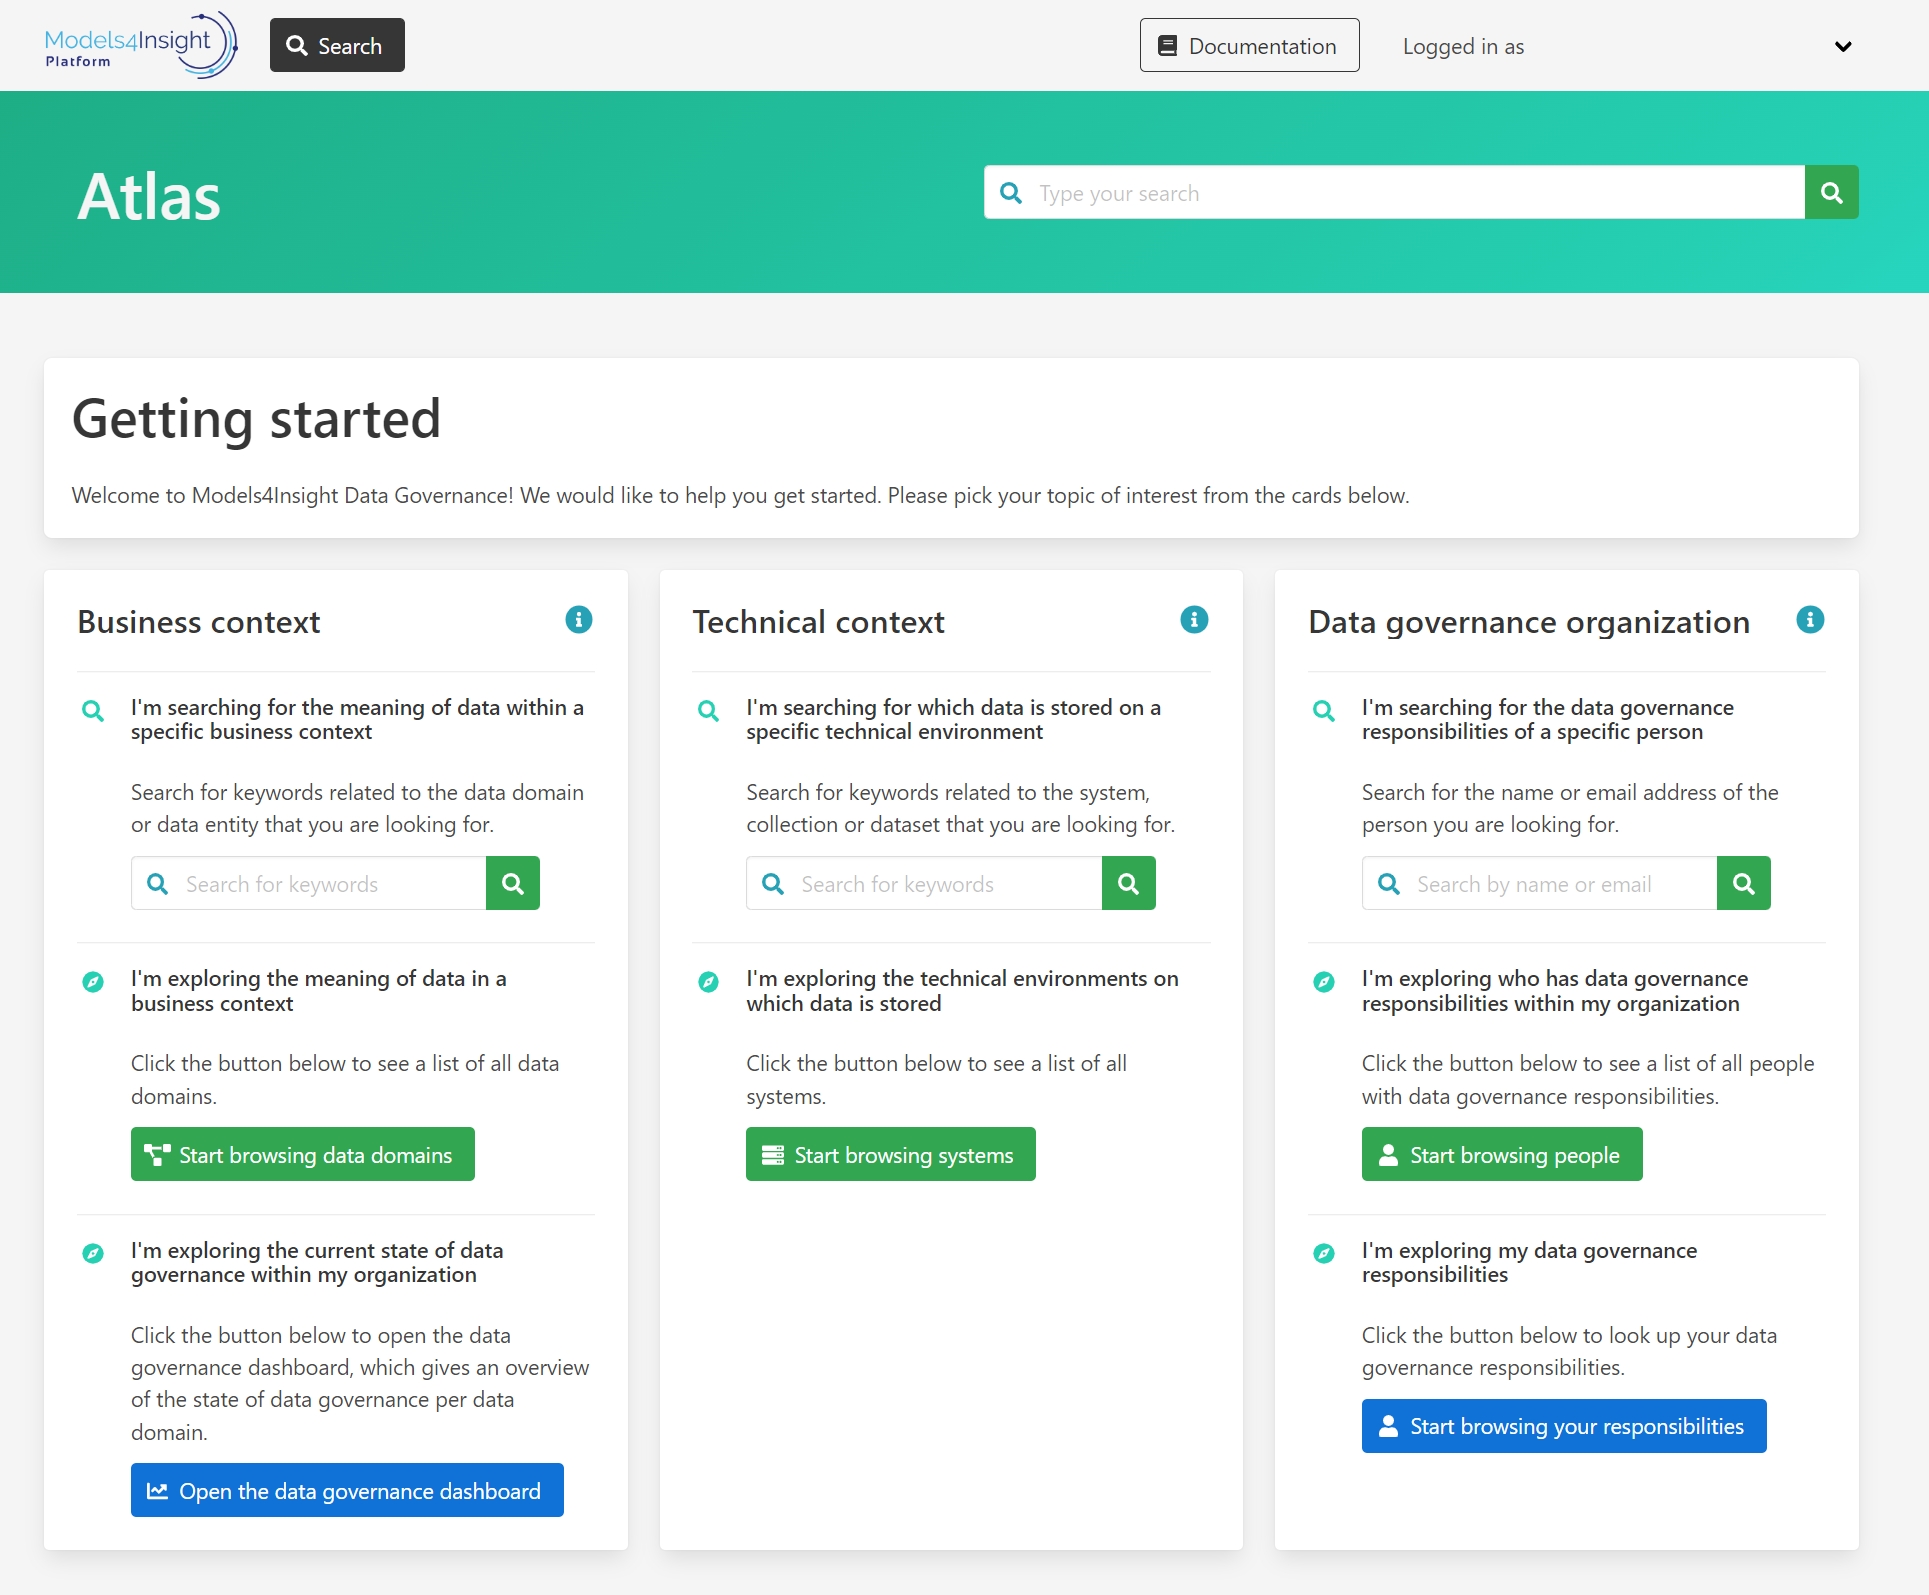 Models4Insight
Platform
Search
Documentation
Logged in as
Atlas
Type your search
Getting started
Welcome to Models4Insight Data Governance! We would like to help you get started. Please pick your topic of interest from the cards below.
Business context
I'm searching for the meaning of data within a
specific business context
Search for keywords related to the data domain
or data entity that you are looking for.
Search for keywords
I'm exploring the meaning of data in a
business context
Click the button below to see a list of all data
domains.
Start browsing data domains
I'm exploring the current state of data
governance within my organization
Click the button below to open the data
governance dashboard, which gives an overview
of the state of data governance per data
domain.
Open the data governance dashboard
Technical context
I'm searching for which data is stored on a
specific technical environment
Search for keywords related to the system,
collection or dataset that you are looking for.
Search for keywords
I'm exploring the technical environments on
which data is stored
Click the button below to see a list of all
systems.
Start browsing systems
Data governance organization
I'm searching for the data governance
responsibilities of a specific person
Search for the name or email address of the
person you are looking for.
Search by name or email
I'm exploring who has data governance
responsibilities within my organization
Click the button below to see a list of all people
with data governance responsibilities.
Start browsing people
I'm exploring my data governance
responsibilities
Click the button below to look up your data
governance responsibilities.
Start browsing your responsibilities